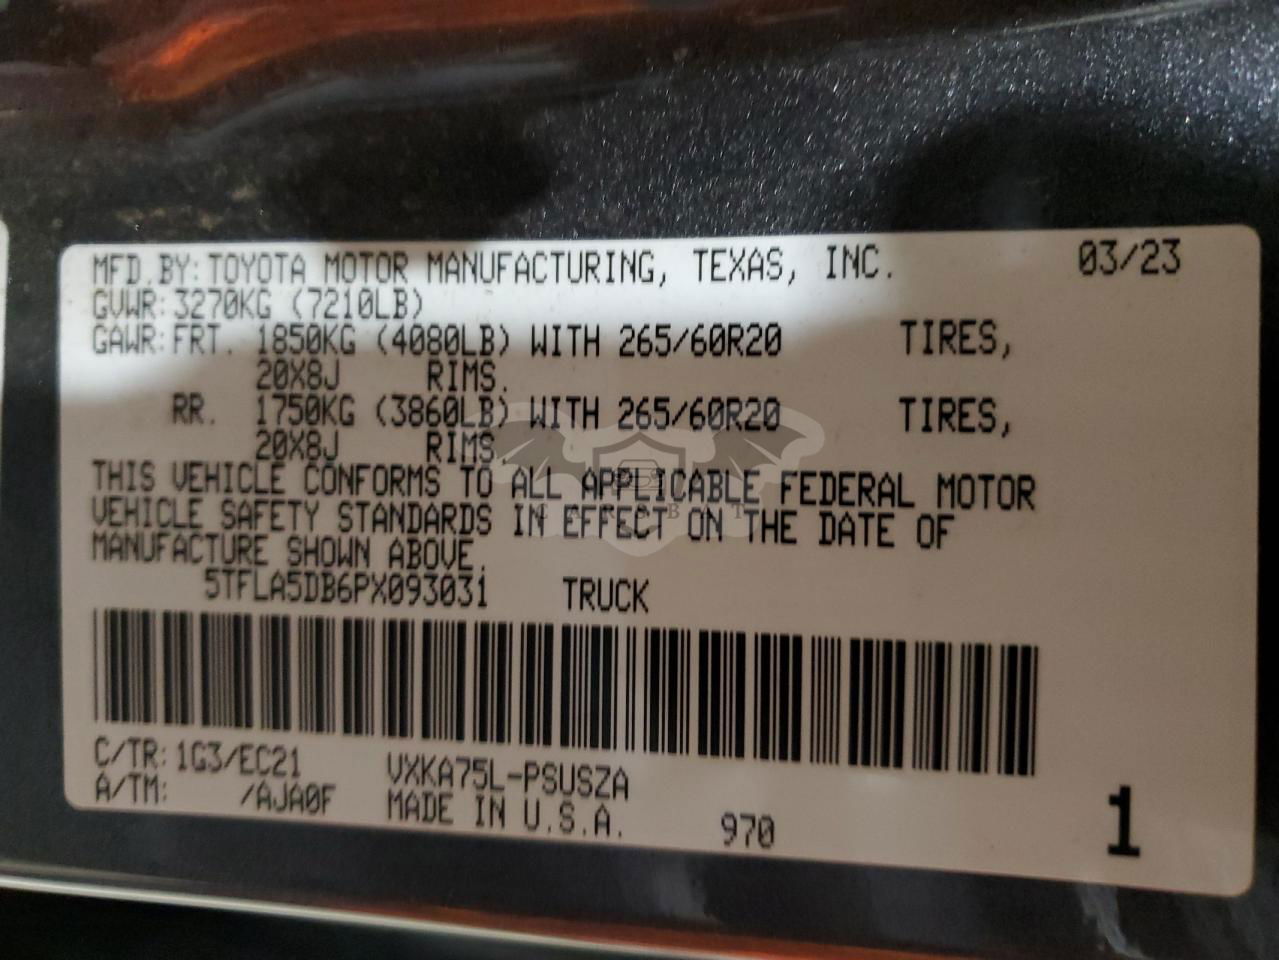 MFD.BY:TOYOTA MOTOR MANUFACTURING, TEXAS, INC. 03/23
GVWR:3270KG (7210LB)
GAWR:FRT. 1850KG (4080LB) WITH 265/60R20 TIRES,
20X8J RIMS.
RR. 1750KG (3860LB) WITH 265/60R20 TIRES,
20X8J RIMS.
THIS VEHICLE CONFORMS TO ALL APPLICABLE FEDERAL MOTOR
VEHICLE SAFETY STANDARDS IN EFFECT ON THE DATE OF
MANUFACTURE SHOWN ABOVE.
5TFLA5DB6PX093031 TRUCK
C/TR:1G3/EC21 VXKA75L-PSUSZA
A/TM: /AJA0F MADE IN U.S.A. 970 1